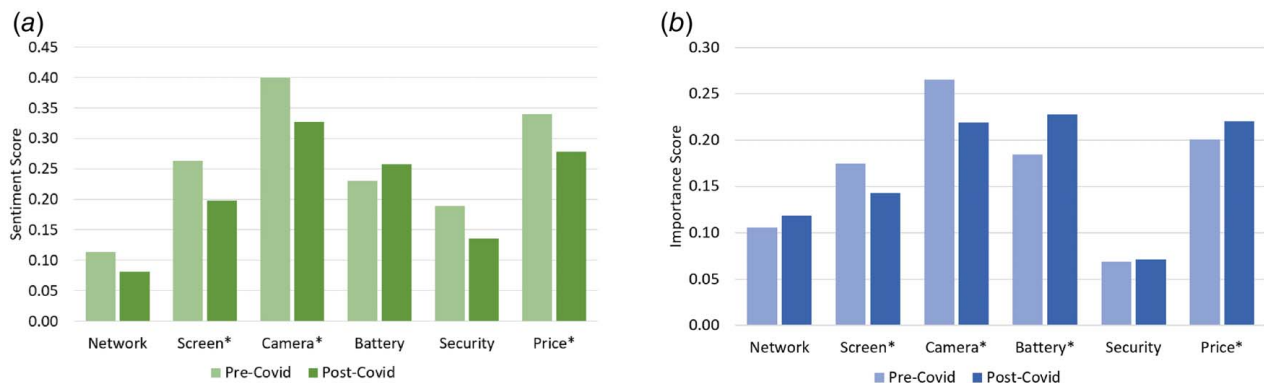 (a)
0.45
0.40
0.35
0.30
0.25
0.20
0.15
0.10
0.05
0.00
Sentiment Score
Network Screen* Camera* Battery Security Price*
Pre-Covid Post-Covid
(b)
0.30
0.25
0.20
0.15
0.10
0.05
0.00
Importance Score
Network Screen* Camera* Battery* Security Price*
Pre-Covid Post-Covid